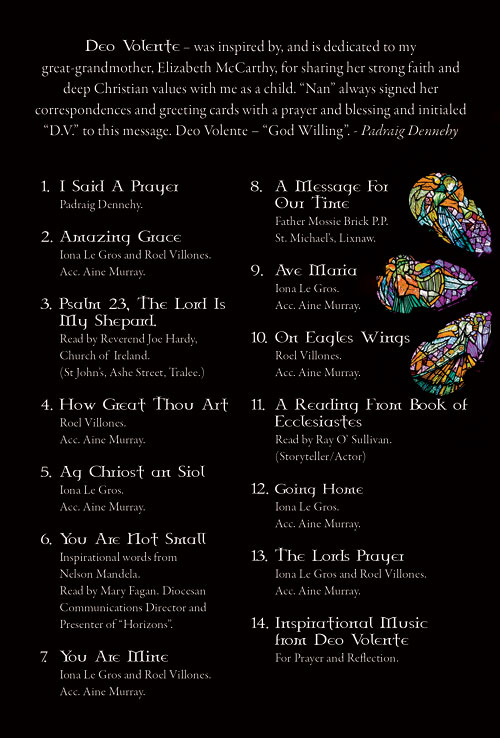 Deo Volente – was inspired by, and is dedicated to my
great-grandmother, Elizabeth McCarthy, for sharing her strong faith and
deep Christian values with me as a child. “Nan” always signed her
correspondences and greeting cards with a prayer and blessing and initialed
“D.V.” to this message. Deo Volente – “God Willing”. - Padraig Dennehy
1. I Said A Prayer
Padraig Dennehy.
2. Amazing Grace
Iona Le Gros and Roel Villones.
Acc. Aine Murray.
3. Psalm 23, The Lord Is
My Shepard.
Read by Reverend Joe Hardy,
Church of Ireland.
(St John’s, Ashe Street, Tralee.)
4. How Great Thou Art
Roel Villones.
Acc. Aine Murray.
5. Ag Chriost an Siol
Iona Le Gros.
Acc. Aine Murray.
6. You Are Not Small
Inspirational words from
Nelson Mandela.
Read by Mary Fagan. Diocesan
Communications Director and
Presenter of “Horizons”.
7. You Are Mine
Iona Le Gros and Roel Villones.
Acc. Aine Murray.
8. A Message For
Our Time
Father Mossie Brick P.P.
St. Michael’s, Lixnaw.
9. Ave Maria
Iona Le Gros.
Acc. Aine Murray.
10. On Eagles Wings
Roel Villones.
Acc. Aine Murray.
11. A Reading From Book of
Ecclesiastes
Read by Ray O’ Sullivan.
(Storyteller/Actor)
12. Going Home
Iona Le Gros.
Acc. Aine Murray.
13. The Lords Prayer
Iona Le Gros and Roel Villones.
Acc. Aine Murray.
14. Inspirational Music
from Deo Volente
For Prayer and Reflection.